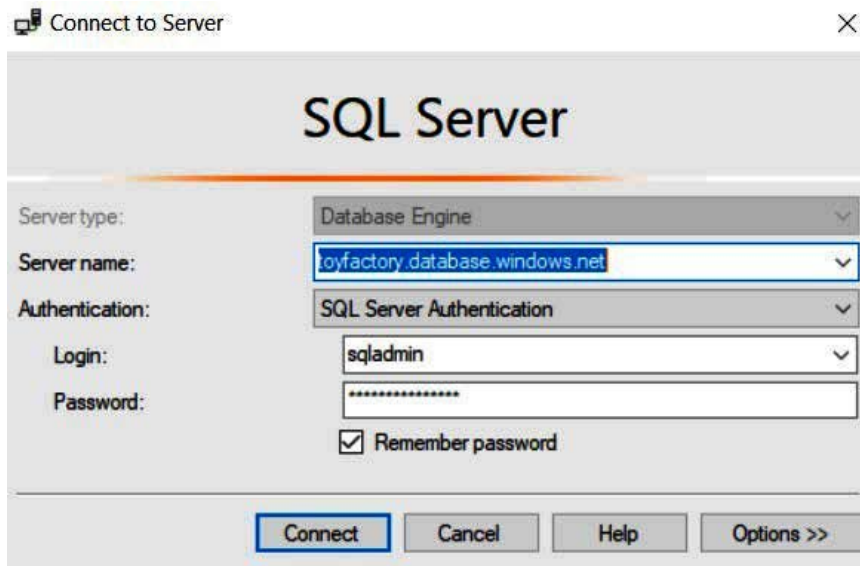 Connect to Server
SQL Server
Server type: Database Engine
Server name: toyfactory.database.windows.net
Authentication: SQL Server Authentication
Login: sqladmin
Password: ***************
Remember password
Connect Cancel Help Options >>